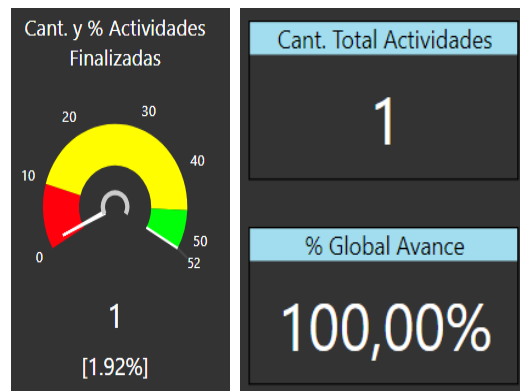 Cant. y % Actividades
Finalizadas
0
10
20
30
40
50
52
1
[1.92%]
Cant. Total Actividades
1
% Global Avance
100,00%